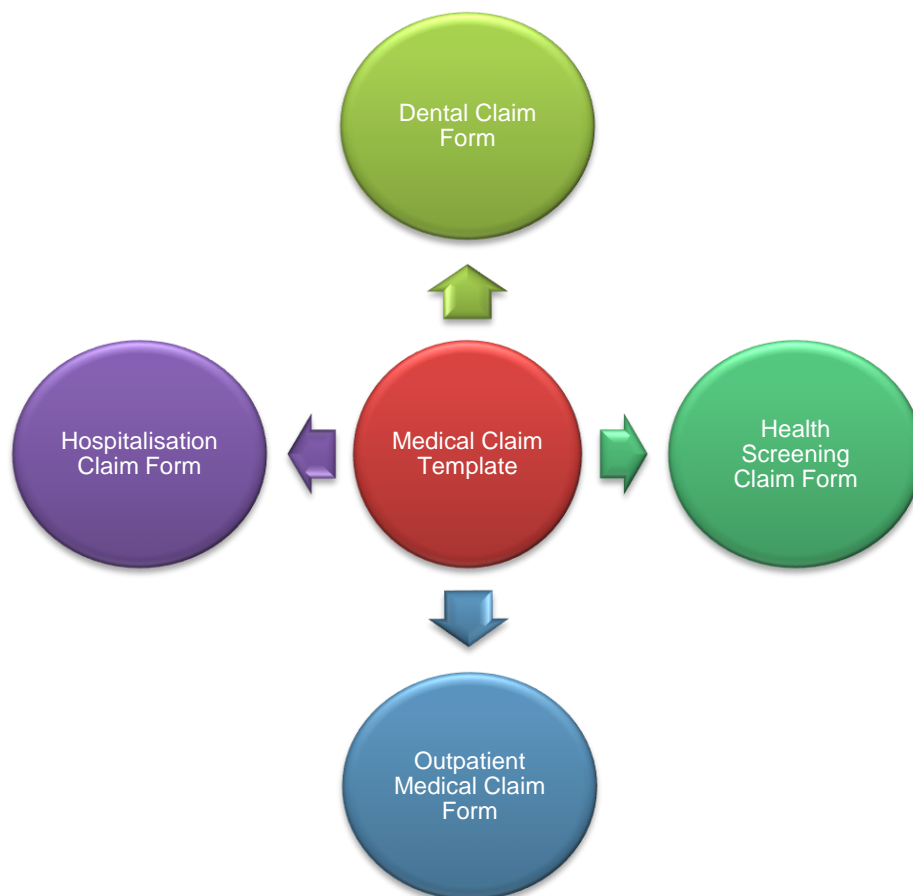 Dental Claim
Form
Hospitalisation
Claim Form
Medical Claim
Template
Health
Screening
Claim Form
Outpatient
Medical Claim
Form